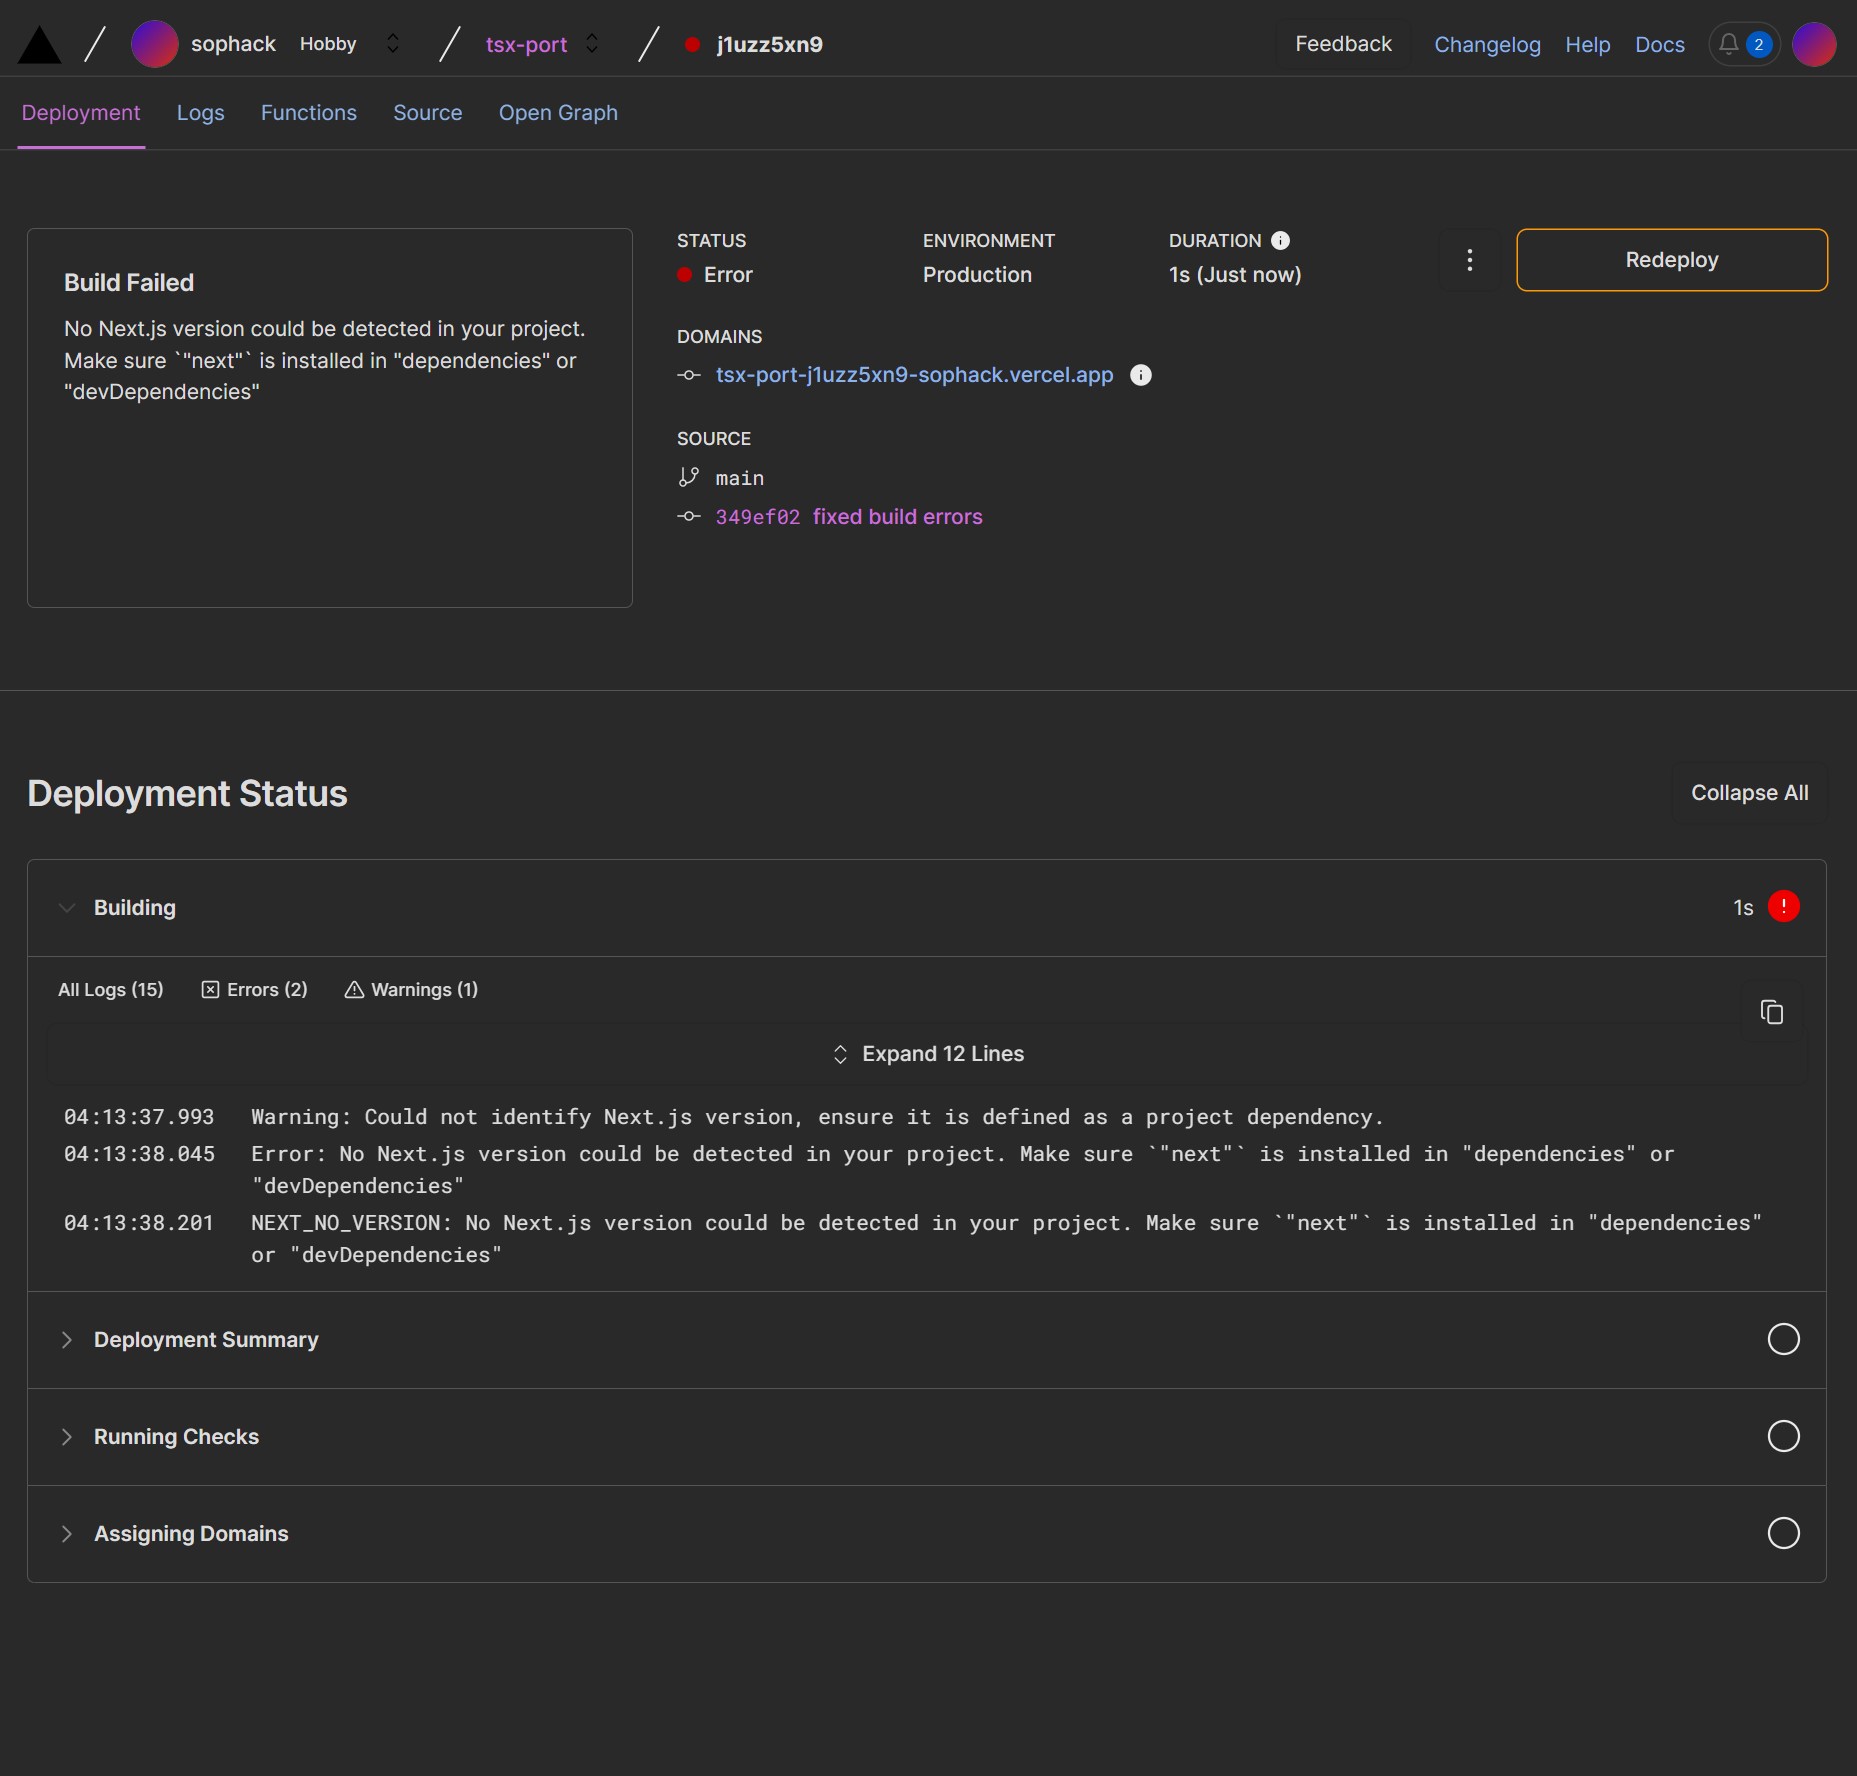 sophack Hobby tsx-port j1uzz5xn9 Feedback Changelog Help Docs 2
Deployment Logs Functions Source Open Graph
Build Failed
No Next.js version could be detected in your project.
Make sure `"next"` is installed in "dependencies" or
"devDependencies"
STATUS ENVIRONMENT DURATION
Error Production 1s (Just now)
Redeploy
DOMAINS
tsx-port-j1uzz5xn9-sophack.vercel.app
SOURCE
main
349ef02 fixed build errors
Deployment Status
Collapse All
Building 1s
All Logs (15) Errors (2) Warnings (1)
Expand 12 Lines
04:13:37.993 Warning: Could not identify Next.js version, ensure it is defined as a project dependency.
04:13:38.045 Error: No Next.js version could be detected in your project. Make sure `"next"` is installed in "dependencies" or
"devDependencies"
04:13:38.201 NEXT_NO_VERSION: No Next.js version could be detected in your project. Make sure `"next"` is installed in "dependencies"
or "devDependencies"
Deployment Summary
Running Checks
Assigning Domains